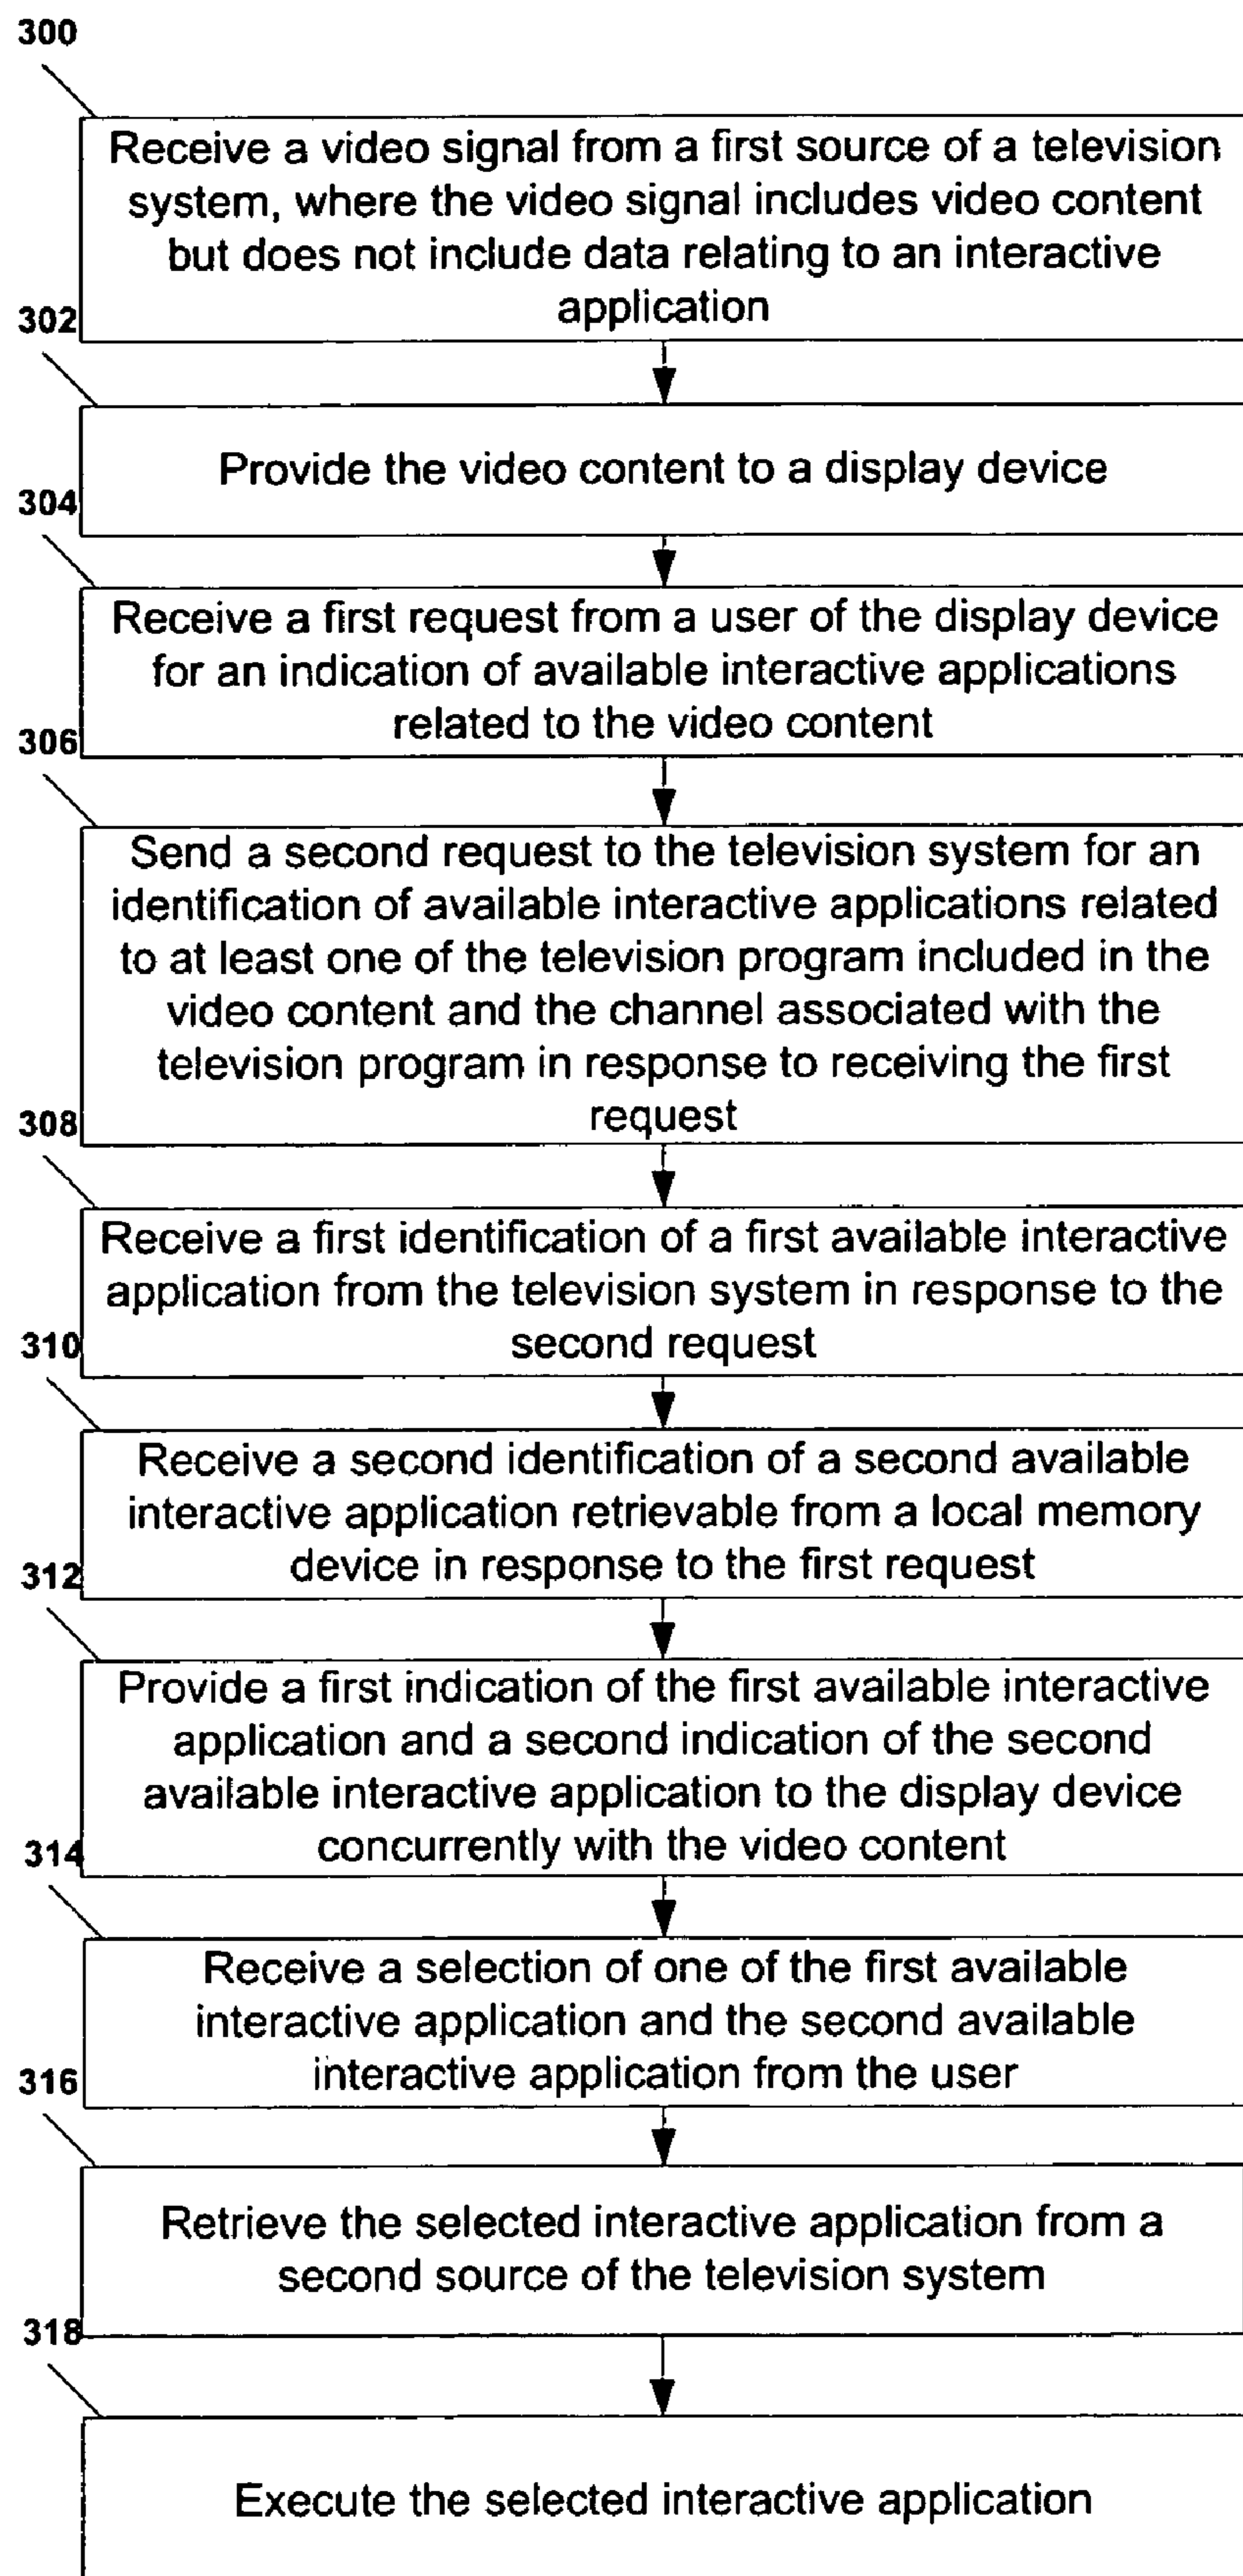 300
Receive a video signal from a first source of a television
system, where the video signal includes video content
but does not include data relating to an interactive
application
302
Provide the video content to a display device
304
Receive a first request from a user of the display device
for an indication of available interactive applications
related to the video content
306
Send a second request to the television system for an
identification of available interactive applications related
to at least one of the television program included in the
video content and the channel associated with the
television program in response to receiving the first
request
308
Receive a first identification of a first available interactive
application from the television system in response to the
second request
310
Receive a second identification of a second available
interactive application retrievable from a local memory
device in response to the first request
312
Provide a first indication of the first available interactive
application and a second indication of the second
available interactive application to the display device
concurrently with the video content
314
Receive a selection of one of the first available
interactive application and the second available
interactive application from the user
316
Retrieve the selected interactive application from a
second source of the television system
318
Execute the selected interactive application